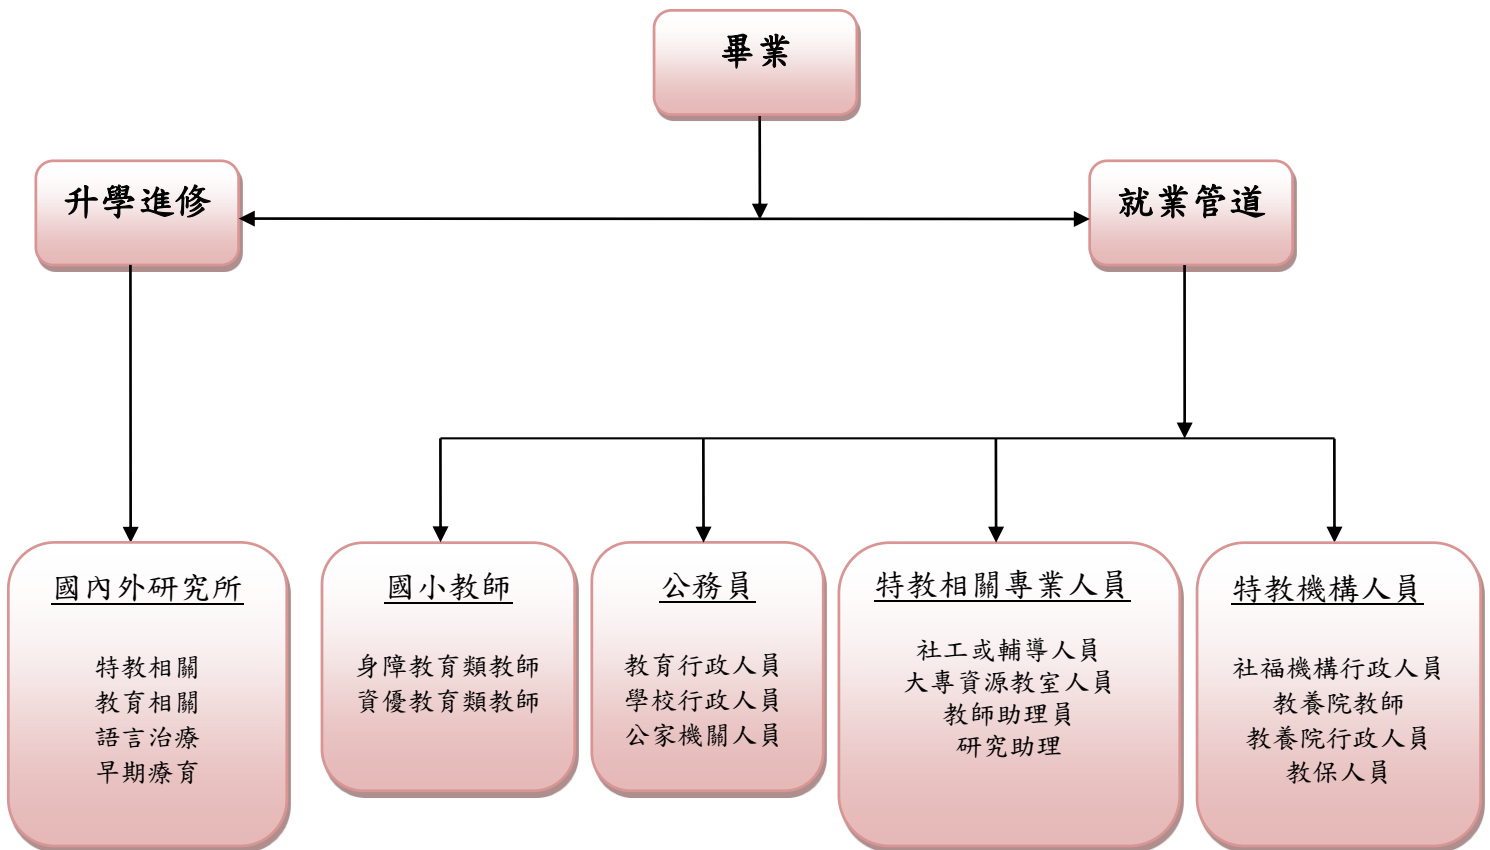 畢業
升學進修
就業管道
國內外研究所
特教相關
教育相關
語言治療
早期療育
國小教師
身障教育類教師
資優教育類教師
公務員
教育行政人員
學校行政人員
公家機關人員
特教相關專業人員
社工或輔導人員
大專資源教室人員
教師助理員
研究助理
特教機構人員
社福機構行政人員
教養院教師
教養院行政人員
教保人員